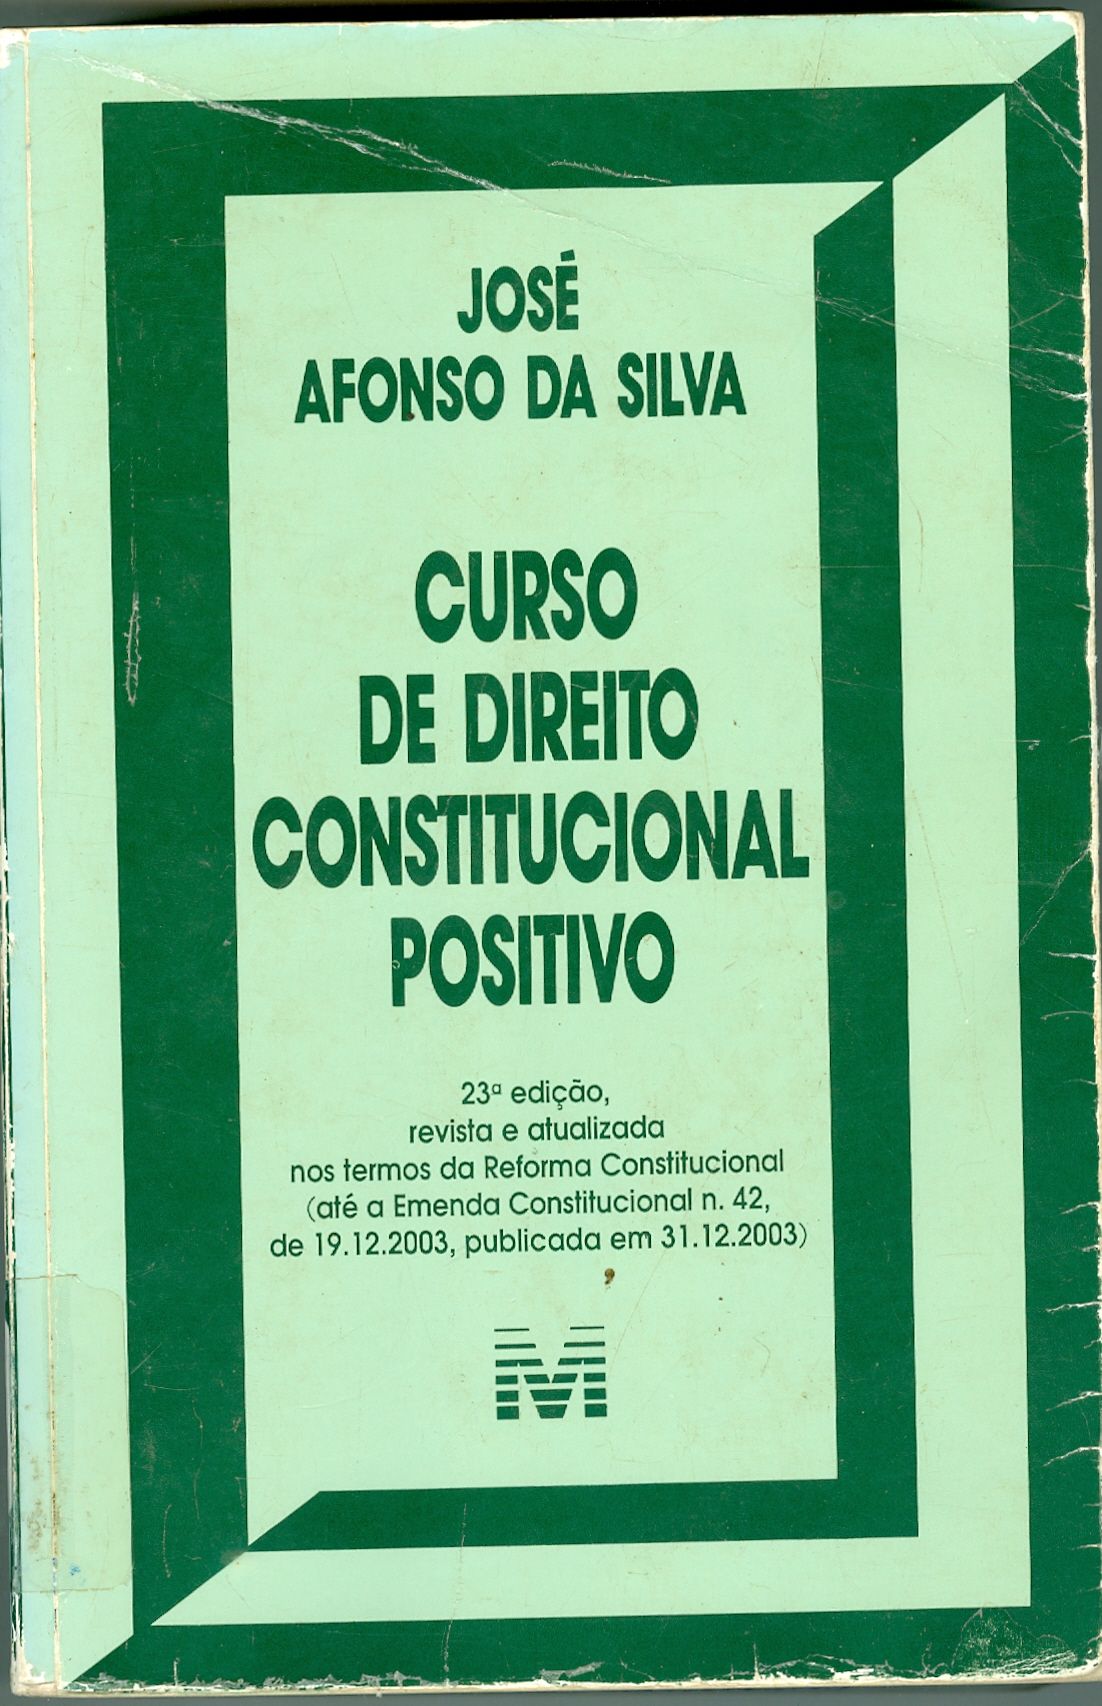 JOSÉ
AFONSO DA SILVA
CURSO
DE DIREITO
CONSTITUCIONAL
POSITIVO
23ª edição,
revista e atualizada
nos termos da Reforma Constitucional
(até a Emenda Constitucional n. 42,
de 19.12.2003, publicada em 31.12.2003)
M